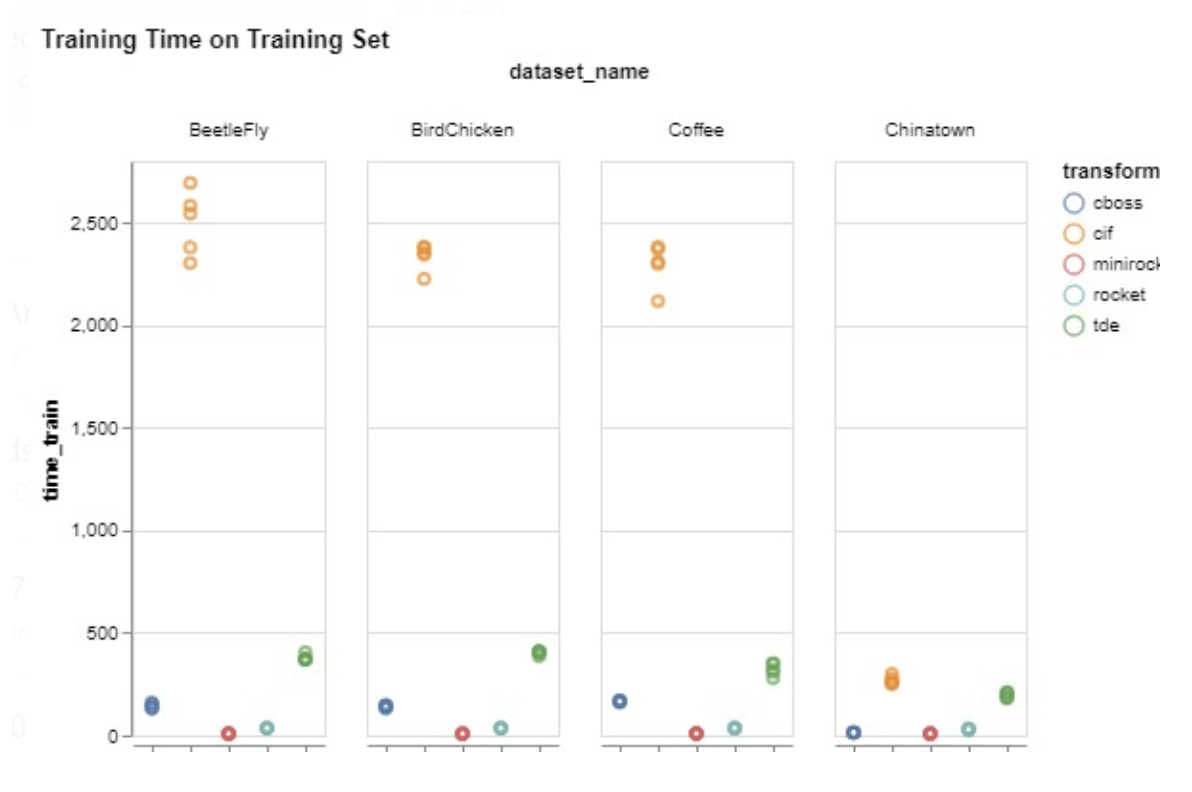 Training Time on Training Set
dataset_name
BeetleFly BirdChicken Coffee Chinatown
transform
cboss
cif
minirock
rocket
tde
time_train
2,500
2,000
1,500
1,000
500
0